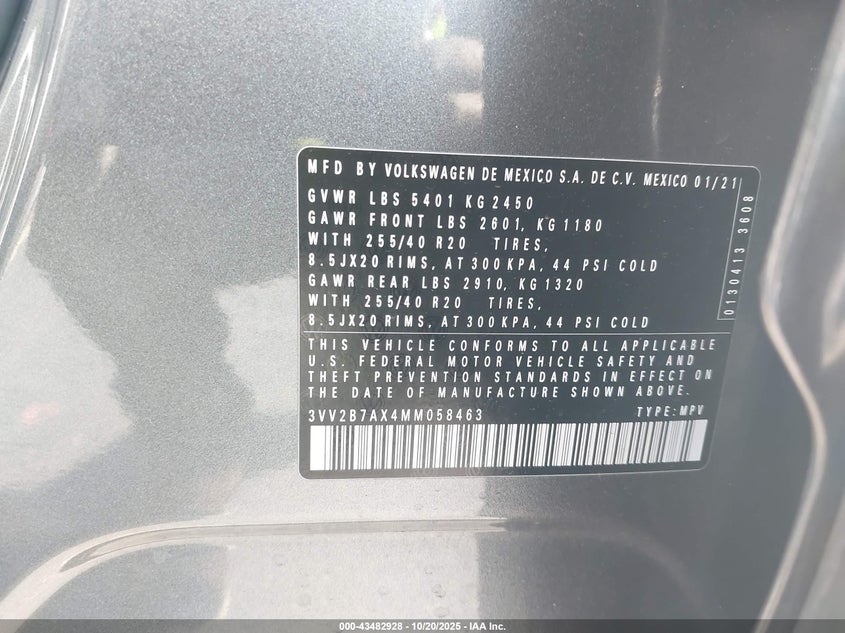 MFD BY VOLKSWAGEN DE MEXICO S.A. DE C.V. MEXICO 01/21
GVWR LBS 5401 KG 2450
GAWR FRONT LBS 2601, KG 1180
WITH 255/40 R20 TIRES,
8.5JX20 RIMS, AT 300 KPA, 44 PSI COLD
GAWR REAR LBS 2910, KG 1320
WITH 255/40 R20 TIRES,
8.5JX20 RIMS, AT 300 KPA, 44 PSI COLD
0130413 3608
THIS VEHICLE CONFORMS TO ALL APPLICABLE
U.S. FEDERAL MOTOR VEHICLE SAFETY AND
THEFT PREVENTION STANDARDS IN EFFECT ON
THE DATE OF MANUFACTURE SHOWN ABOVE.
3VV2B7AX4MM058463 TYPE: MPV
000-43482928 - 10/20/2025 - IAA Inc.